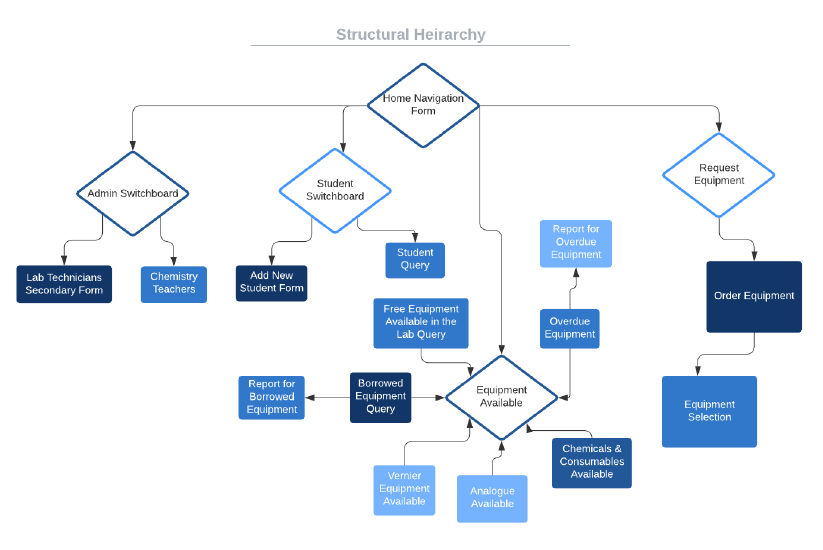 Structural Heirarchy
Home Navigation
Form
Admin Switchboard
Student
Switchboard
Request
Equipment
Lab Technicians
Secondary Form
Chemistry
Teachers
Add New
Student Form
Student
Query
Report for
Overdue
Equipment
Order Equipment
Free Equipment
Available in the
Lab Query
Overdue
Equipment
Report for
Borrowed
Equipment
Borrowed
Equipment
Query
Equipment
Available
Equipment
Selection
Vernier
Equipment
Available
Analogue
Available
Chemicals &
Consumables
Available